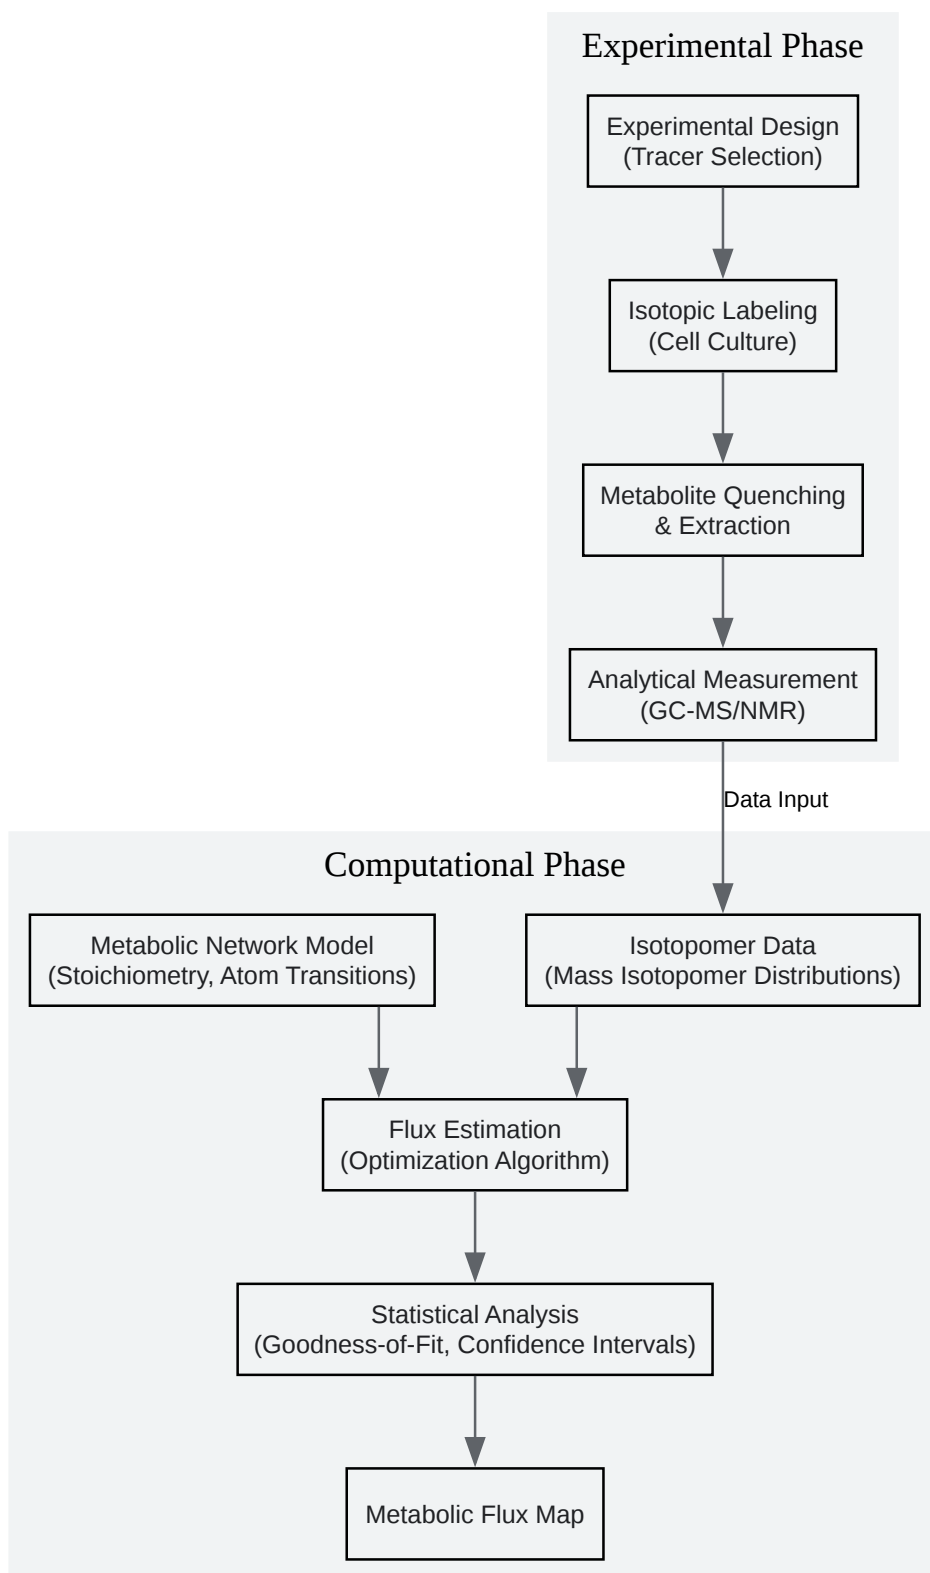 Experimental Phase
Experimental Design
(Tracer Selection)
Isotopic Labeling
(Cell Culture)
Metabolite Quenching
& Extraction
Analytical Measurement
(GC-MS/NMR)
Data Input
Computational Phase
Metabolic Network Model
(Stoichiometry, Atom Transitions)
Isotopomer Data
(Mass Isotopomer Distributions)
Flux Estimation
(Optimization Algorithm)
Statistical Analysis
(Goodness-of-Fit, Confidence Intervals)
Metabolic Flux Map